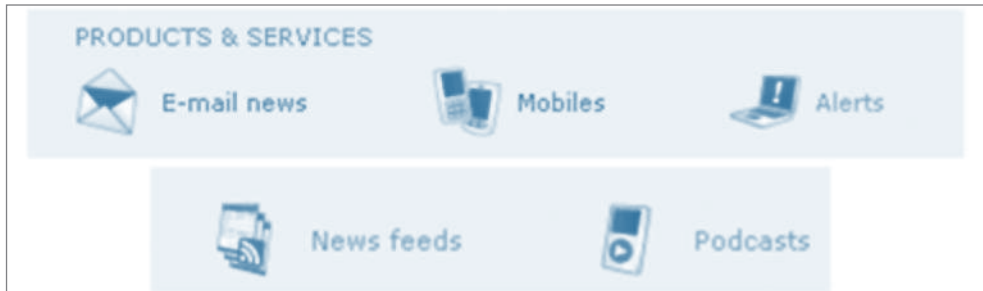 PRODUCTS & SERVICES
E-mail news Mobiles Alerts
News feeds Podcasts